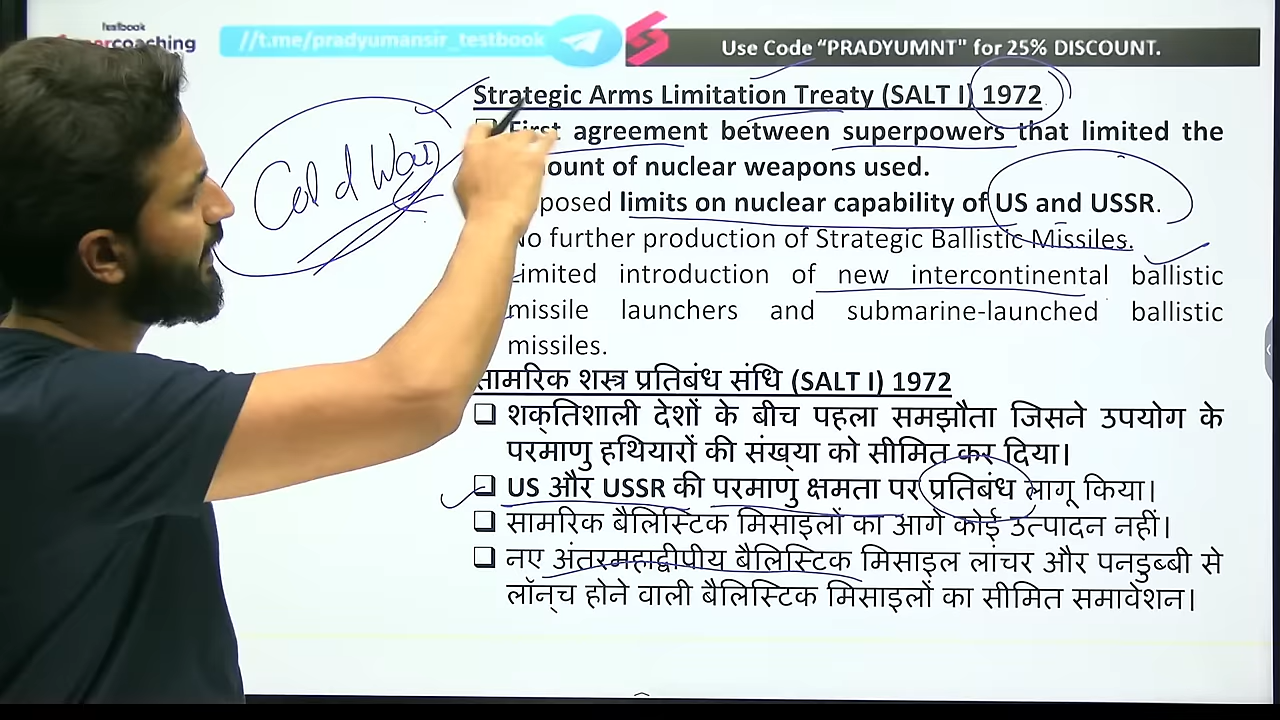 testbook
coaching
//t.me/pradyumansir_testbook
Use Code “PRADYUMNT" for 25% DISCOUNT.
Strategic Arms Limitation Treaty (SALT I) 1972
First agreement between superpowers that limited the
of nuclear weapons used.
limits on nuclear capability of US and USSR.
No further production of Strategic Ballistic Missiles.
Limited introduction of new intercontinental ballistic
missile launchers and submarine-launched ballistic
missiles.
Cold War
सामरिक शस्त्र प्रतिबंध संधि (SALT I) 1972
❑ शक्तिशाली देशों के बीच पहला समझौता जिसने उपयोग के
परमाणु हथियारों की संख्या को सीमित कर दिया।
❑ US और USSR की परमाणु क्षमता पर प्रतिबंध लागू किया।
❑ सामरिक बैलिस्टिक मिसाइलों का आगे कोई उत्पादन नहीं।
❑ नए अंतरमहाद्वीपीय बैलिस्टिक मिसाइल लांचर और पनडुब्बी से
लॉन्च होने वाली बैलिस्टिक मिसाइलों का सीमित समावेशन।